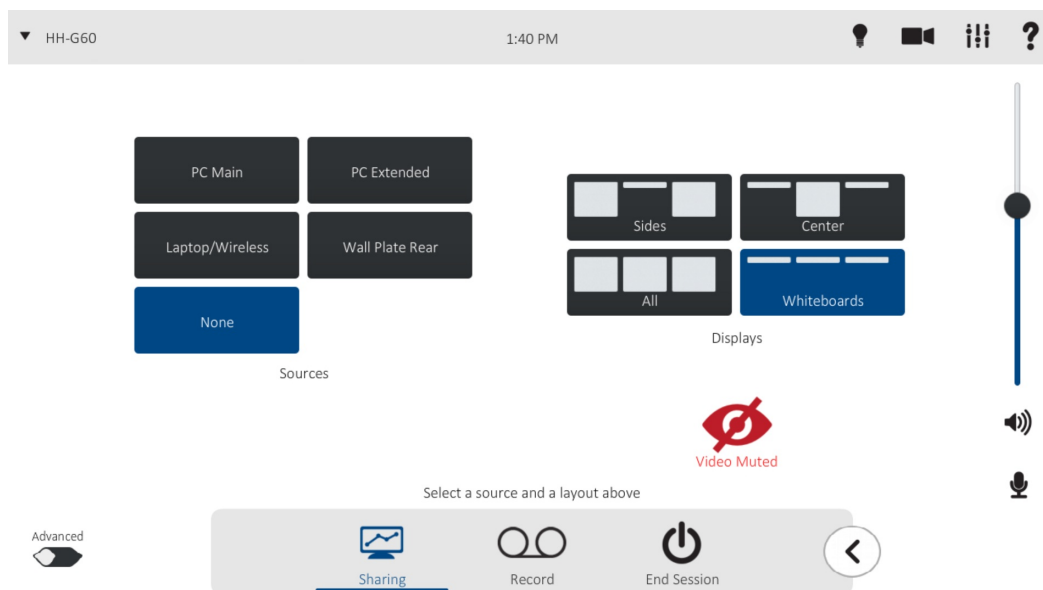 HH-G60
1:40 PM
PC Main
PC Extended
Laptop/Wireless
Wall Plate Rear
None
Sources
Sides
Center
All
Whiteboards
Displays
Video Muted
Select a source and a layout above
Advanced
Sharing
Record
End Session